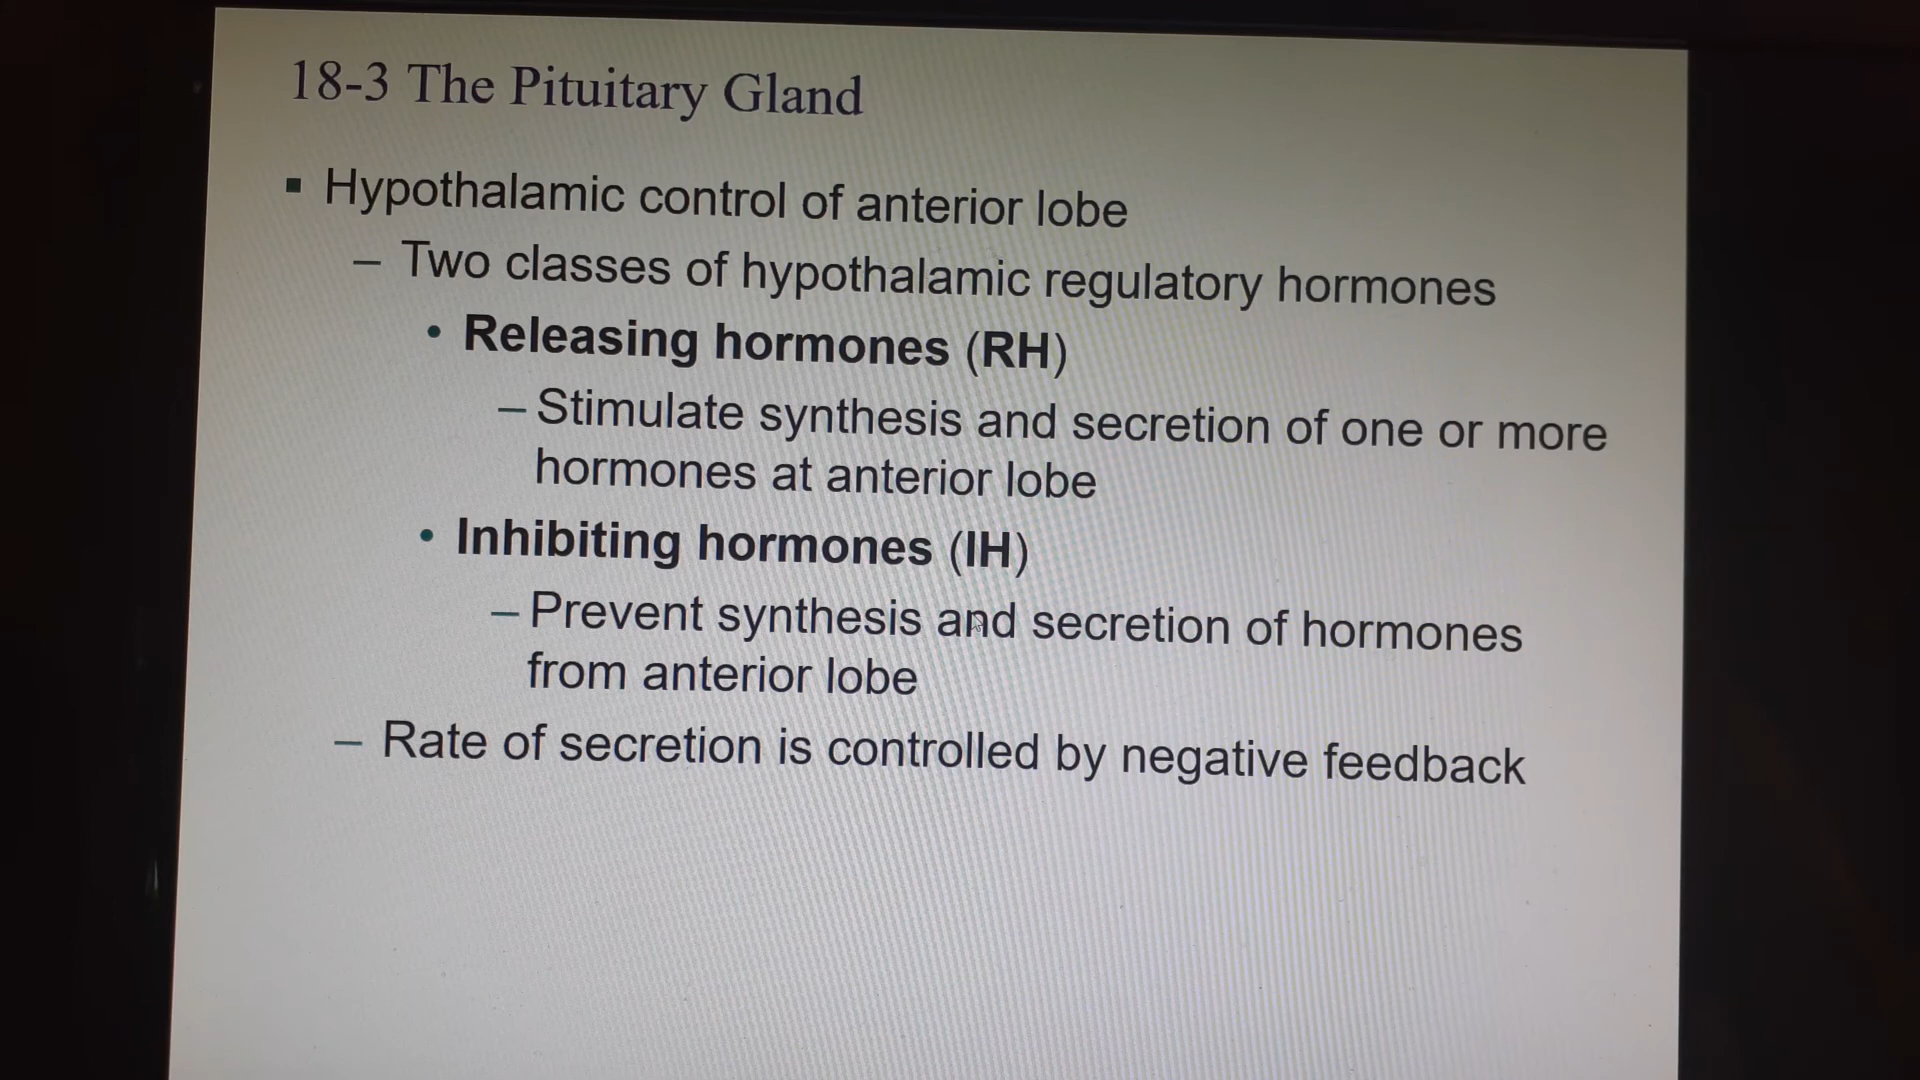 18-3 The Pituitary Gland
▪ Hypothalamic control of anterior lobe
– Two classes of hypothalamic regulatory hormones
• Releasing hormones (RH)
– Stimulate synthesis and secretion of one or more
hormones at anterior lobe
• Inhibiting hormones (IH)
– Prevent synthesis and secretion of hormones
from anterior lobe
– Rate of secretion is controlled by negative feedback